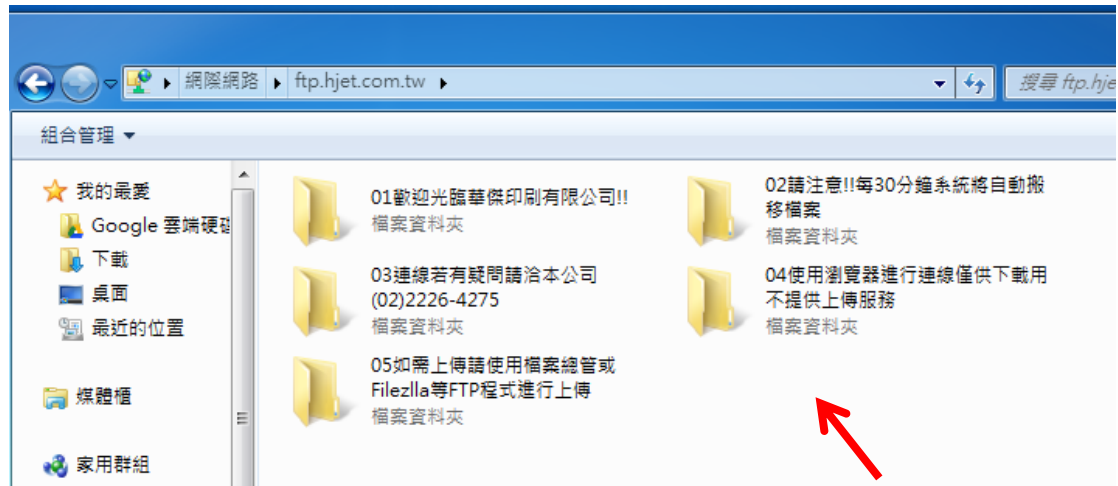 網際網路 ftp.hjet.com.tw 搜尋 ftp.hje
組合管理
我的最愛
Google 雲端硬碟
下載
桌面
最近的位置
媒體櫃
家用群組
01歡迎光臨華傑印刷有限公司!!
檔案資料夾
02請注意!!每30分鐘系統將自動搬
移檔案
檔案資料夾
03連線若有疑問請洽本公司
(02)2226-4275
檔案資料夾
04使用瀏覽器進行連線僅供下載用
不提供上傳服務
檔案資料夾
05如需上傳請使用檔案總管或
Filezlla等FTP程式進行上傳
檔案資料夾